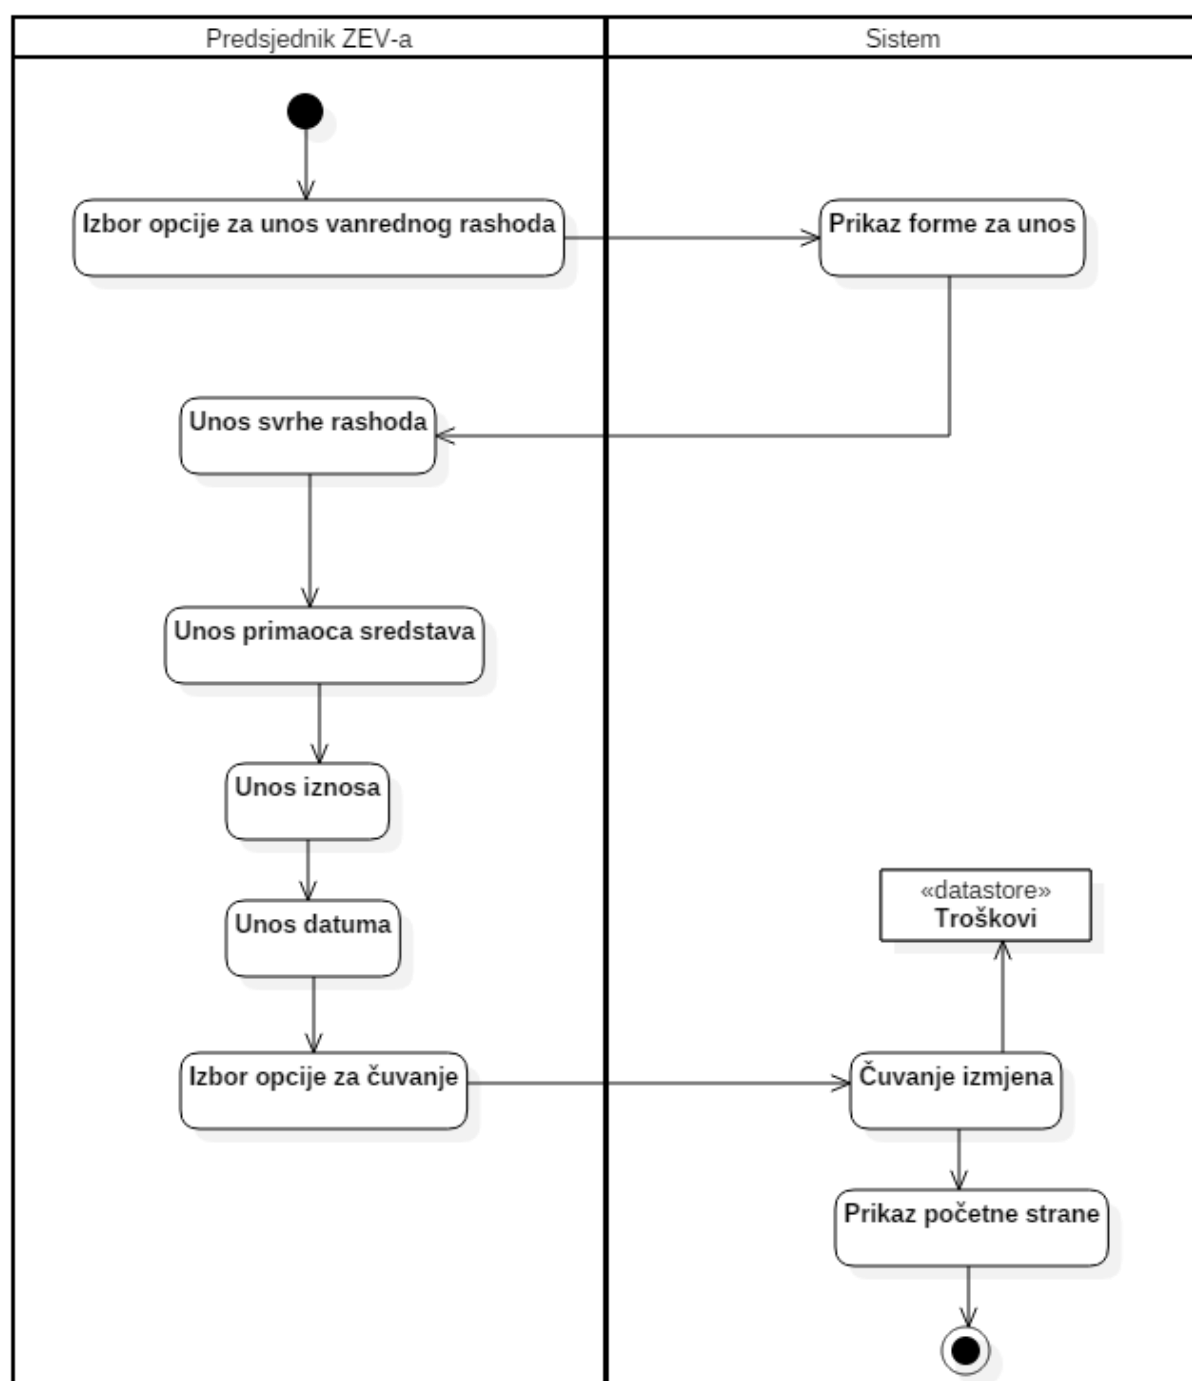 Predsjednik ZEV-a
Sistem
Izbor opcije za unos vanrednog rashoda
Prikaz forme za unos
Unos svrhe rashoda
Unos primaoca sredstava
Unos iznosa
Unos datuma
«datastore»
Troškovi
Izbor opcije za čuvanje
Čuvanje izmjena
Prikaz početne strane